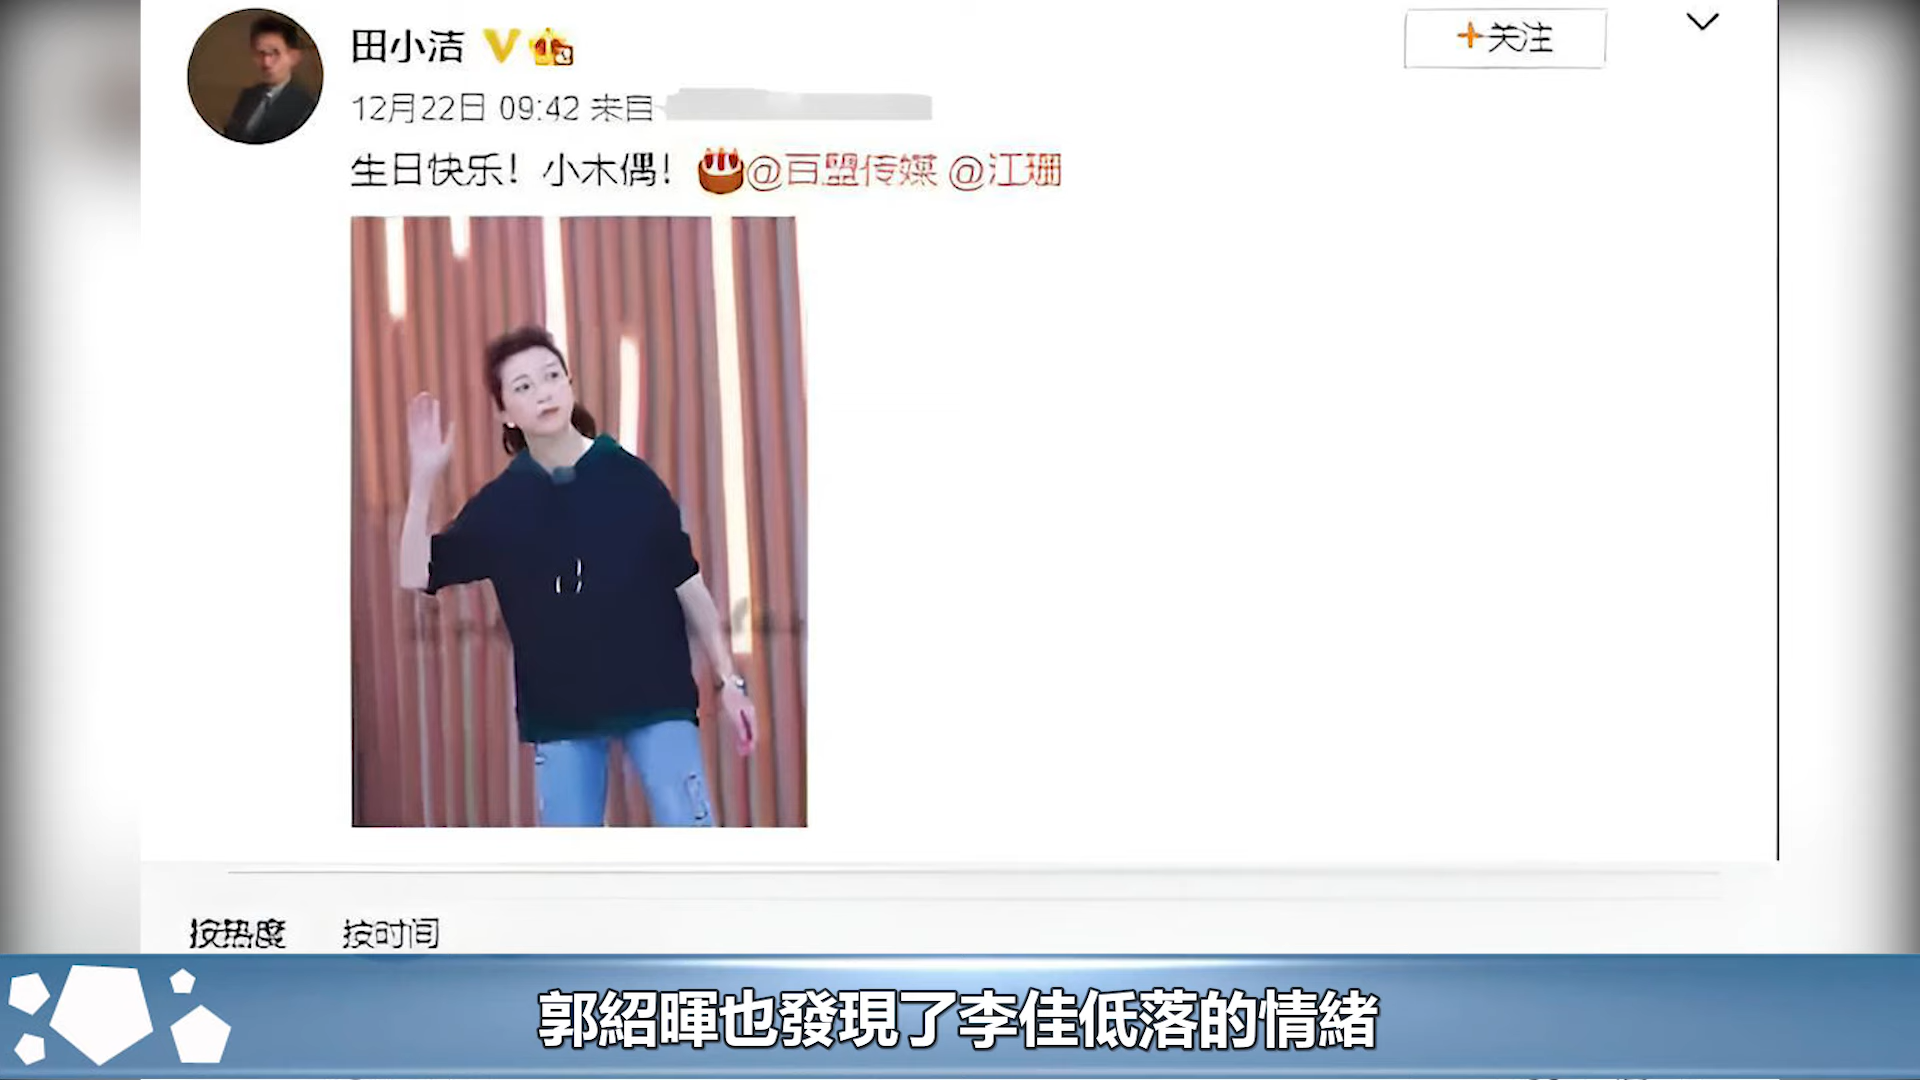 田小洁
+关注
12月22日 09:42 来自
生日快乐！小木偶！@百盟传媒 @江珊
按热度 按时间
郭紹暉也發現了李佳低落的情緒